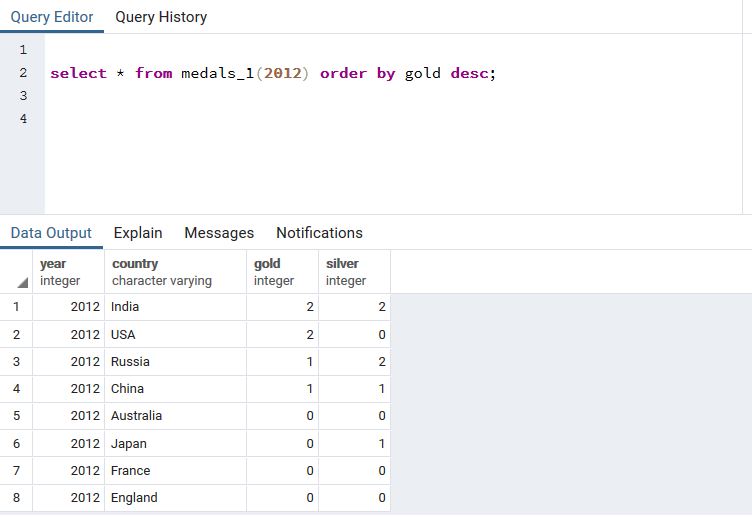 Query Editor Query History
1
2 select * from medals_1(2012) order by gold desc;
3
4
Data Output Explain Messages Notifications
year country gold silver
integer character varying integer integer
1 2012 India 2 2
2 2012 USA 2 0
3 2012 Russia 1 2
4 2012 China 1 1
5 2012 Australia 0 0
6 2012 Japan 0 1
7 2012 France 0 0
8 2012 England 0 0